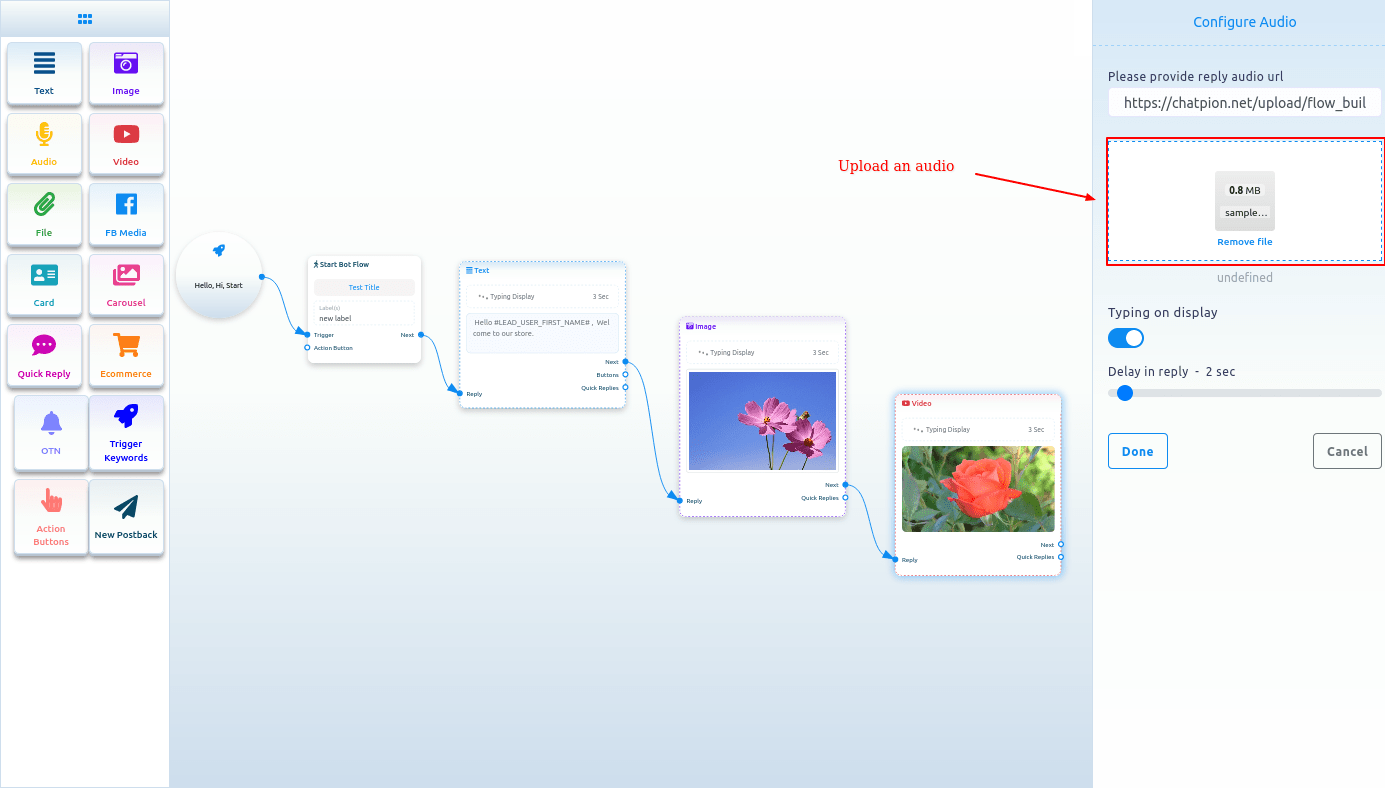 Text
Image
Audio
Video
File
FB Media
Card
Carousel
Quick Reply
Ecommerce
OTN
Trigger
Keywords
Action
Buttons
New Postback
Hello, Hi, Start
Start Bot Flow
Test Title
Label(s)
new label
Trigger
Next
Action Button
Text
Typing Display
3 Sec
Hello #LEAD_USER_FIRST_NAME# , Wel
come to our store.
Next
Buttons
Quick Replies
Reply
Image
Typing Display
3 Sec
Next
Quick Replies
Reply
Video
Typing Display
3 Sec
Next
Quick Replies
Reply
Upload an audio
Configure Audio
Please provide reply audio url
https://chatpion.net/upload/flow_buil
0.8 MB
sample...
Remove file
undefined
Typing on display
Delay in reply - 2 sec
Done
Cancel